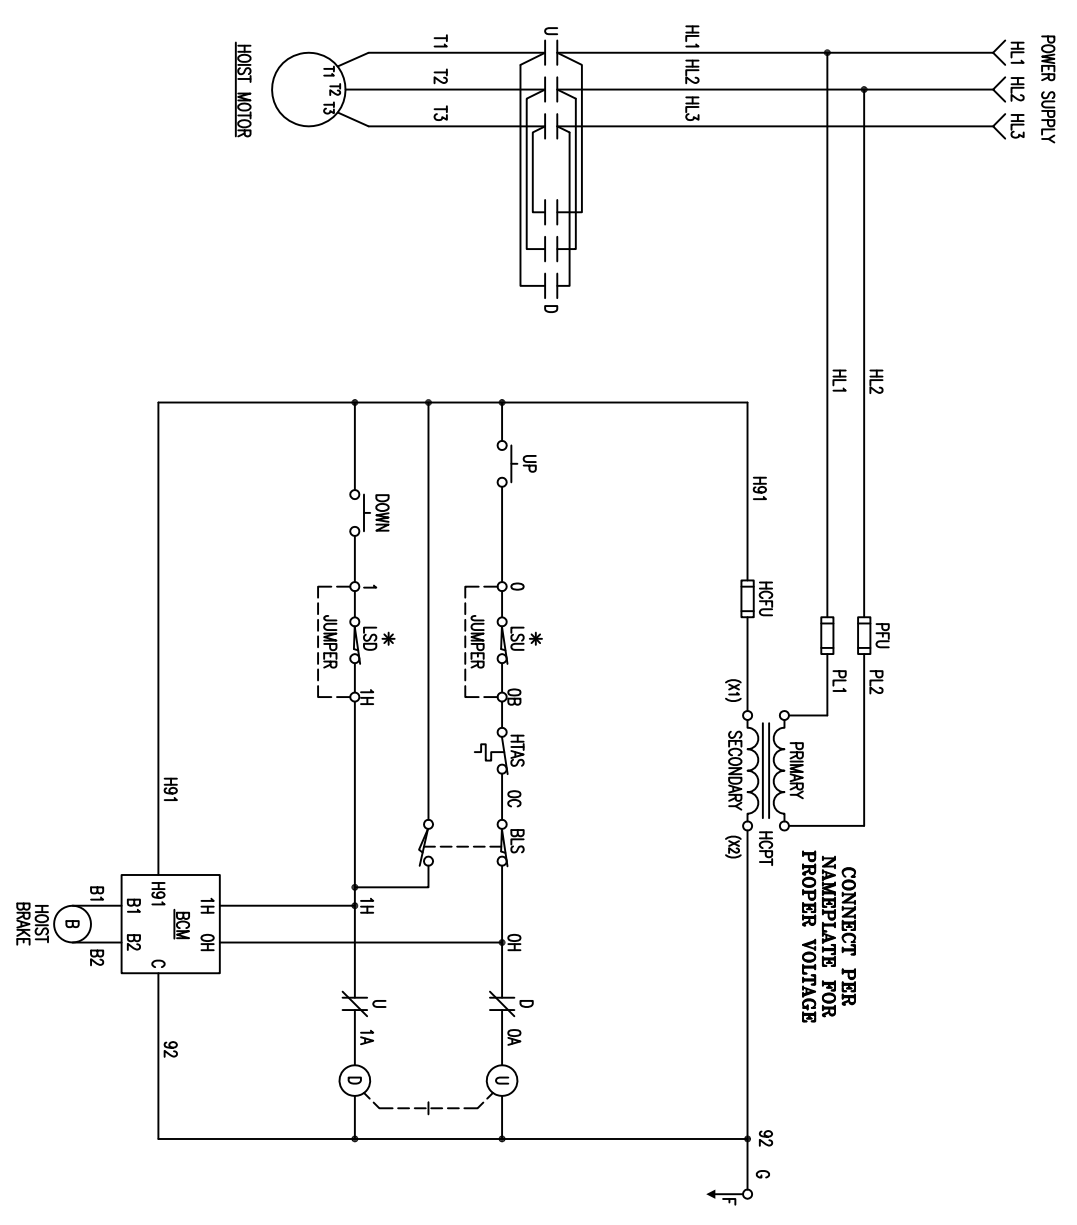 POWER SUPPLY
HL1
HL2
HL3
HL1
HL2
HL3
U
D
T1
T2
T3
T1
T2
T3
HOIST MOTOR
HL2
HL1
PFU
PL2
PL1
H91
HCFU
(X1)
PRIMARY
SECONDARY
HCPT
(X2)
CONNECT PER
NAMEPLATE FOR
PROPER VOLTAGE
92
G
F
UP
0
LSU *
JUMPER
0B
HTAS
0C
BLS
0H
D
0A
U
DOWN
1
LSD *
JUMPER
1H
1H
U
1A
D
H91
H91
1H
0H
BCM
B1
B2
C
92
B1
B
B2
HOIST
BRAKE